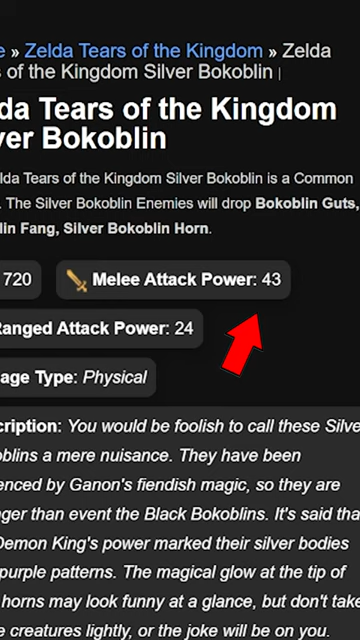 e » Zelda Tears of the Kingdom » Zelda
s of the Kingdom Silver Bokoblin |
lda Tears of the Kingdom
ver Bokoblin
elda Tears of the Kingdom Silver Bokoblin is a Common
. The Silver Bokoblin Enemies will drop Bokoblin Guts,
lin Fang, Silver Bokoblin Horn.
720 Melee Attack Power: 43
Ranged Attack Power: 24
age Type: Physical
cription: You would be foolish to call these Silve
oblins a mere nuisance. They have been
enced by Ganon's fiendish magic, so they are
nger than event the Black Bokoblins. It's said tha
Demon King's power marked their silver bodies
purple patterns. The magical glow at the tip of
horns may look funny at a glance, but don't take
e creatures lightly, or the joke will be on you.